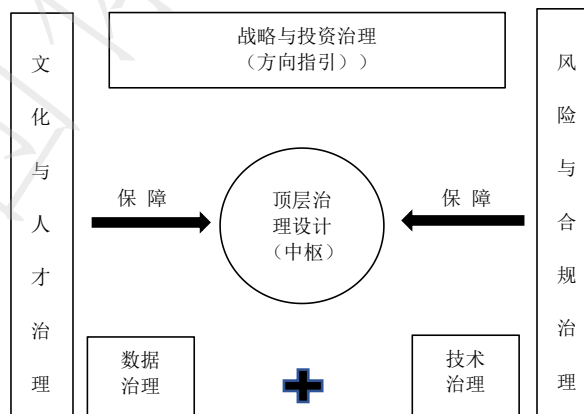 战略与投资治理
（方向指引））
文化与人才治理
保 障
顶层治
理设计
（中枢）
保 障
风险与合规治理
数据
治理
技术
治理